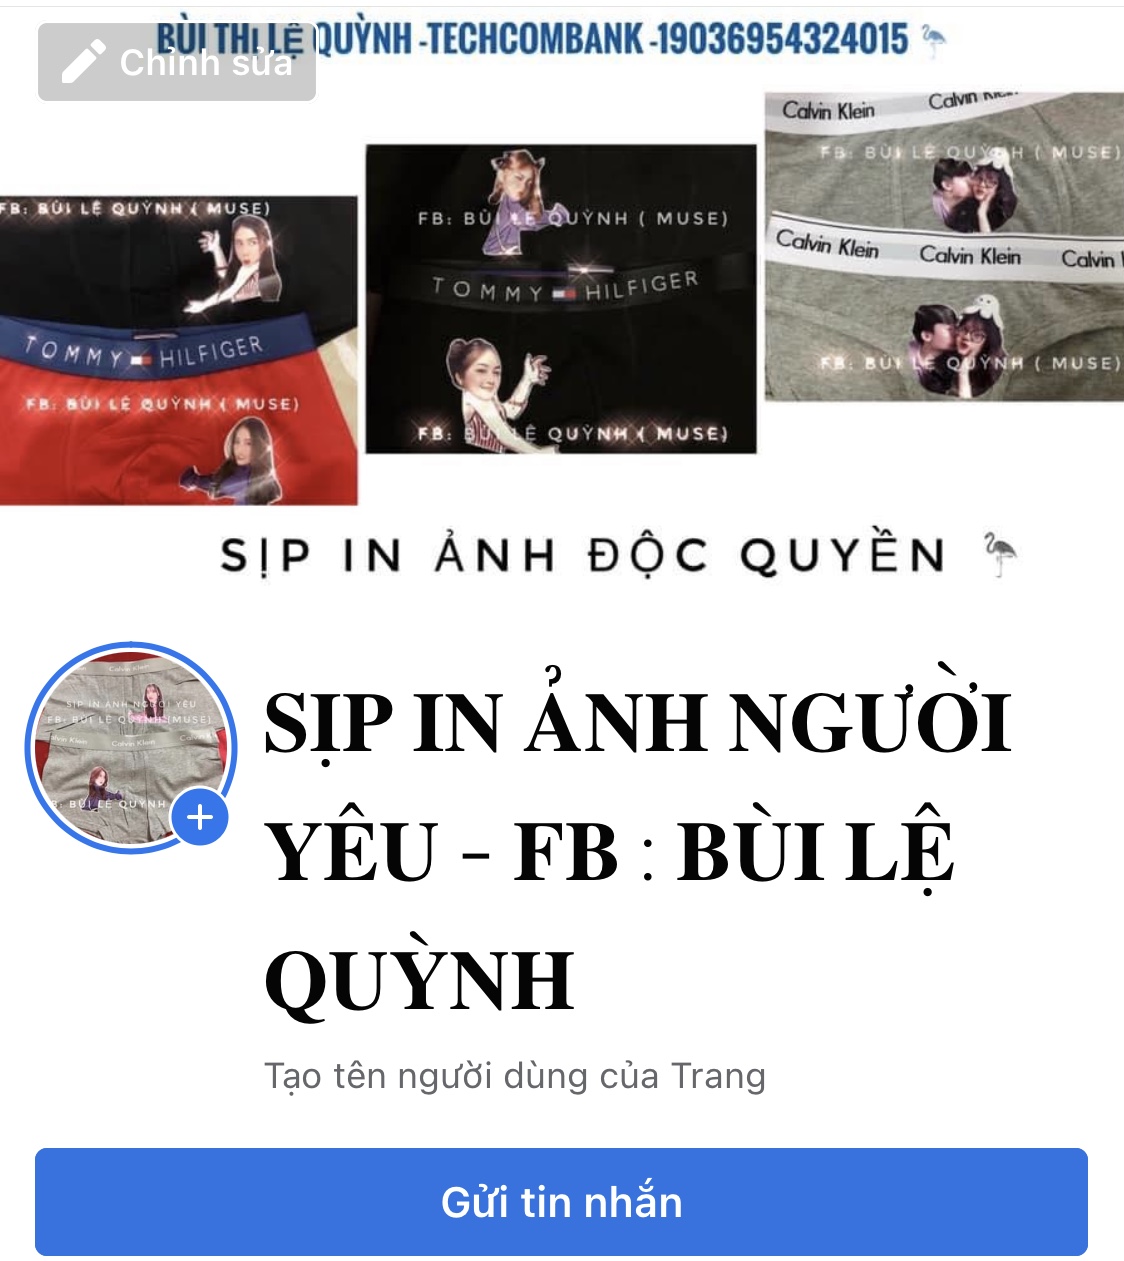 BÙI THỊ LỆ QUỲNH -TECHCOMBANK -19036954324015
Chỉnh sửa
Calvin Klein Calvin
FB: BÙI LỆ QUỲNH ( MUSE)
Calvin Klein Calvin Klein Calvin
FB: BÙI LỆ QUỲNH ( MUSE)
FB: BÙI LỆ QUỲNH ( MUSE)
TOMMY HILFIGER
FB: BÙI LỆ QUỲNH ( MUSE)
FB: BÙI LỆ QUỲNH ( MUSE)
TOMMY HILFIGER
FB: BÙI LỆ QUỲNH ( MUSE)
SỊP IN ẢNH ĐỘC QUYỀN
Calvin Klein
SỊP IN ẢNH NGƯỜI YÊU
FB: BÙI LỆ QUỲNH (MUSE)
Calvin Klein
BÙI LỆ QUỲNH
SỊP IN ẢNH NGƯỜI
YÊU - FB : BÙI LỆ
QUỲNH
Tạo tên người dùng của Trang
Gửi tin nhắn